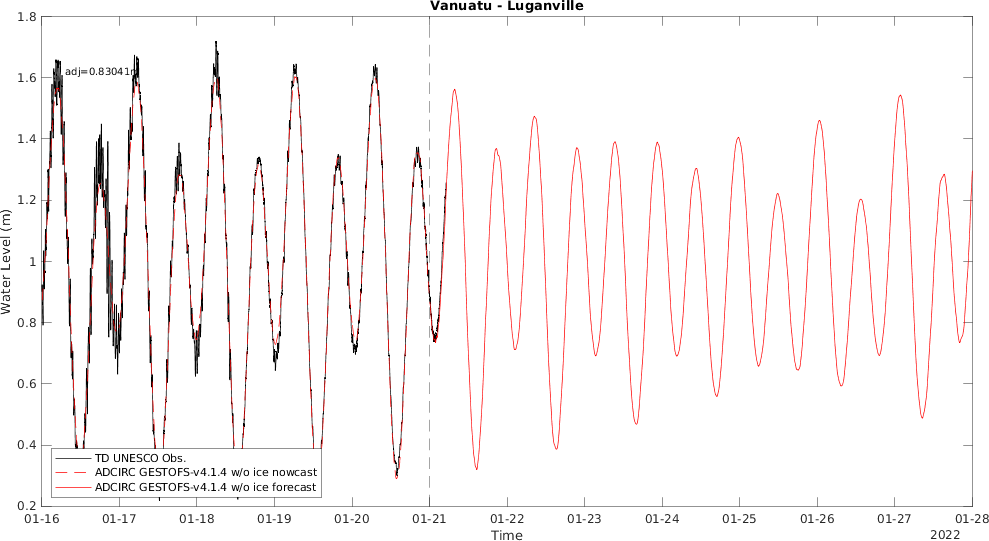 Vanuatu - Luganville
1.8
1.6
1.4
1.2
1
0.8
0.6
0.4
0.2
Water Level (m)
adj=0.83041m
TD UNESCO Obs.
ADCIRC GESTOFS-v4.1.4 w/o ice nowcast
ADCIRC GESTOFS-v4.1.4 w/o ice forecast
01-16 01-17 01-18 01-19 01-20 01-21 01-22 01-23 01-24 01-25 01-26 01-27 01-28
Time
2022